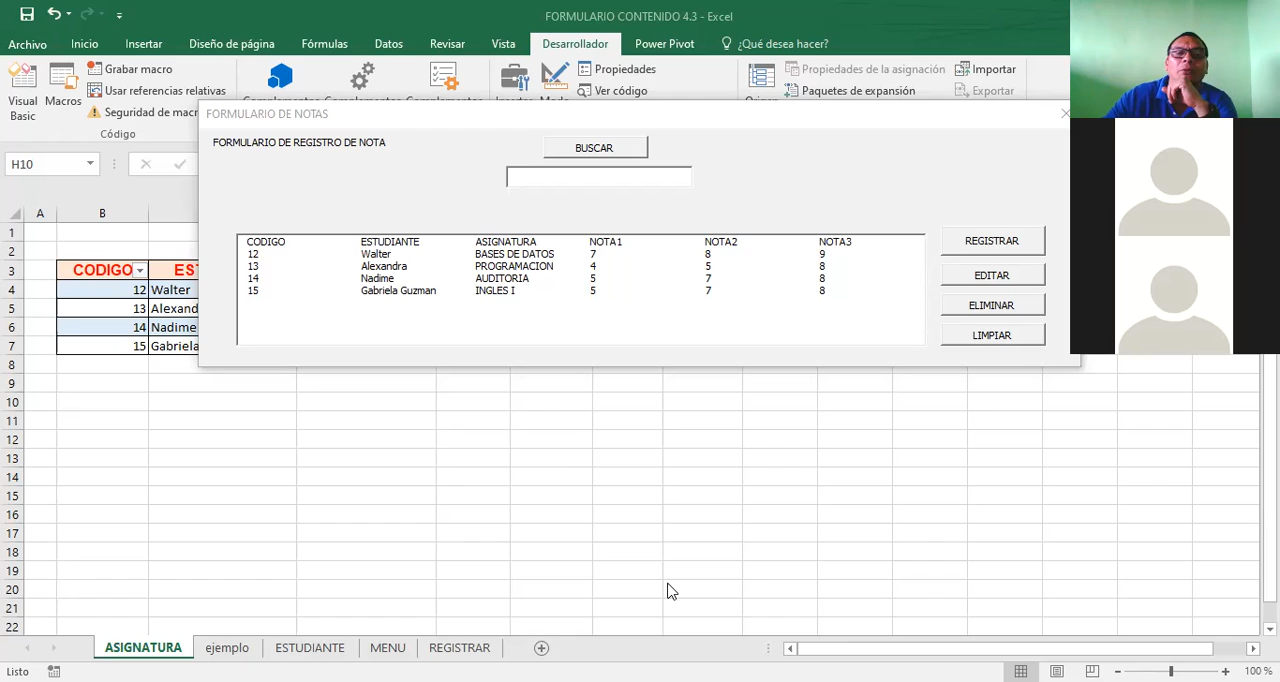 FORMULARIO CONTENIDO 4.3 - Excel
Archivo Inicio Insertar Diseño de página Fórmulas Datos Revisar Vista Desarrollador Power Pivot ¿Qué desea hacer?
Visual Basic
Macros
Grabar macro
Usar referencias relativas
Seguridad de mac
Código
Propiedades
Ver código
Propiedades de la asignación
Paquetes de expansión
Importar
Exportar
H10
FORMULARIO DE NOTAS
FORMULARIO DE REGISTRO DE NOTA
BUSCAR
CODIGO ESTUDIANTE ASIGNATURA NOTA1 NOTA2 NOTA3
12 Walter BASES DE DATOS 7 8 9
13 Alexandra PROGRAMACION 4 5 8
14 Nadime AUDITORIA 5 7 8
15 Gabriela Guzman INGLES I 5 7 8
REGISTRAR
EDITAR
ELIMINAR
LIMPIAR
A B
1
2
3 CODIGO EST
4 12 Walter
5 13 Alexand
6 14 Nadime
7 15 Gabriela
8
9
10
11
12
13
14
15
16
17
18
19
20
21
22
ASIGNATURA ejemplo ESTUDIANTE MENU REGISTRAR
Listo
100 %